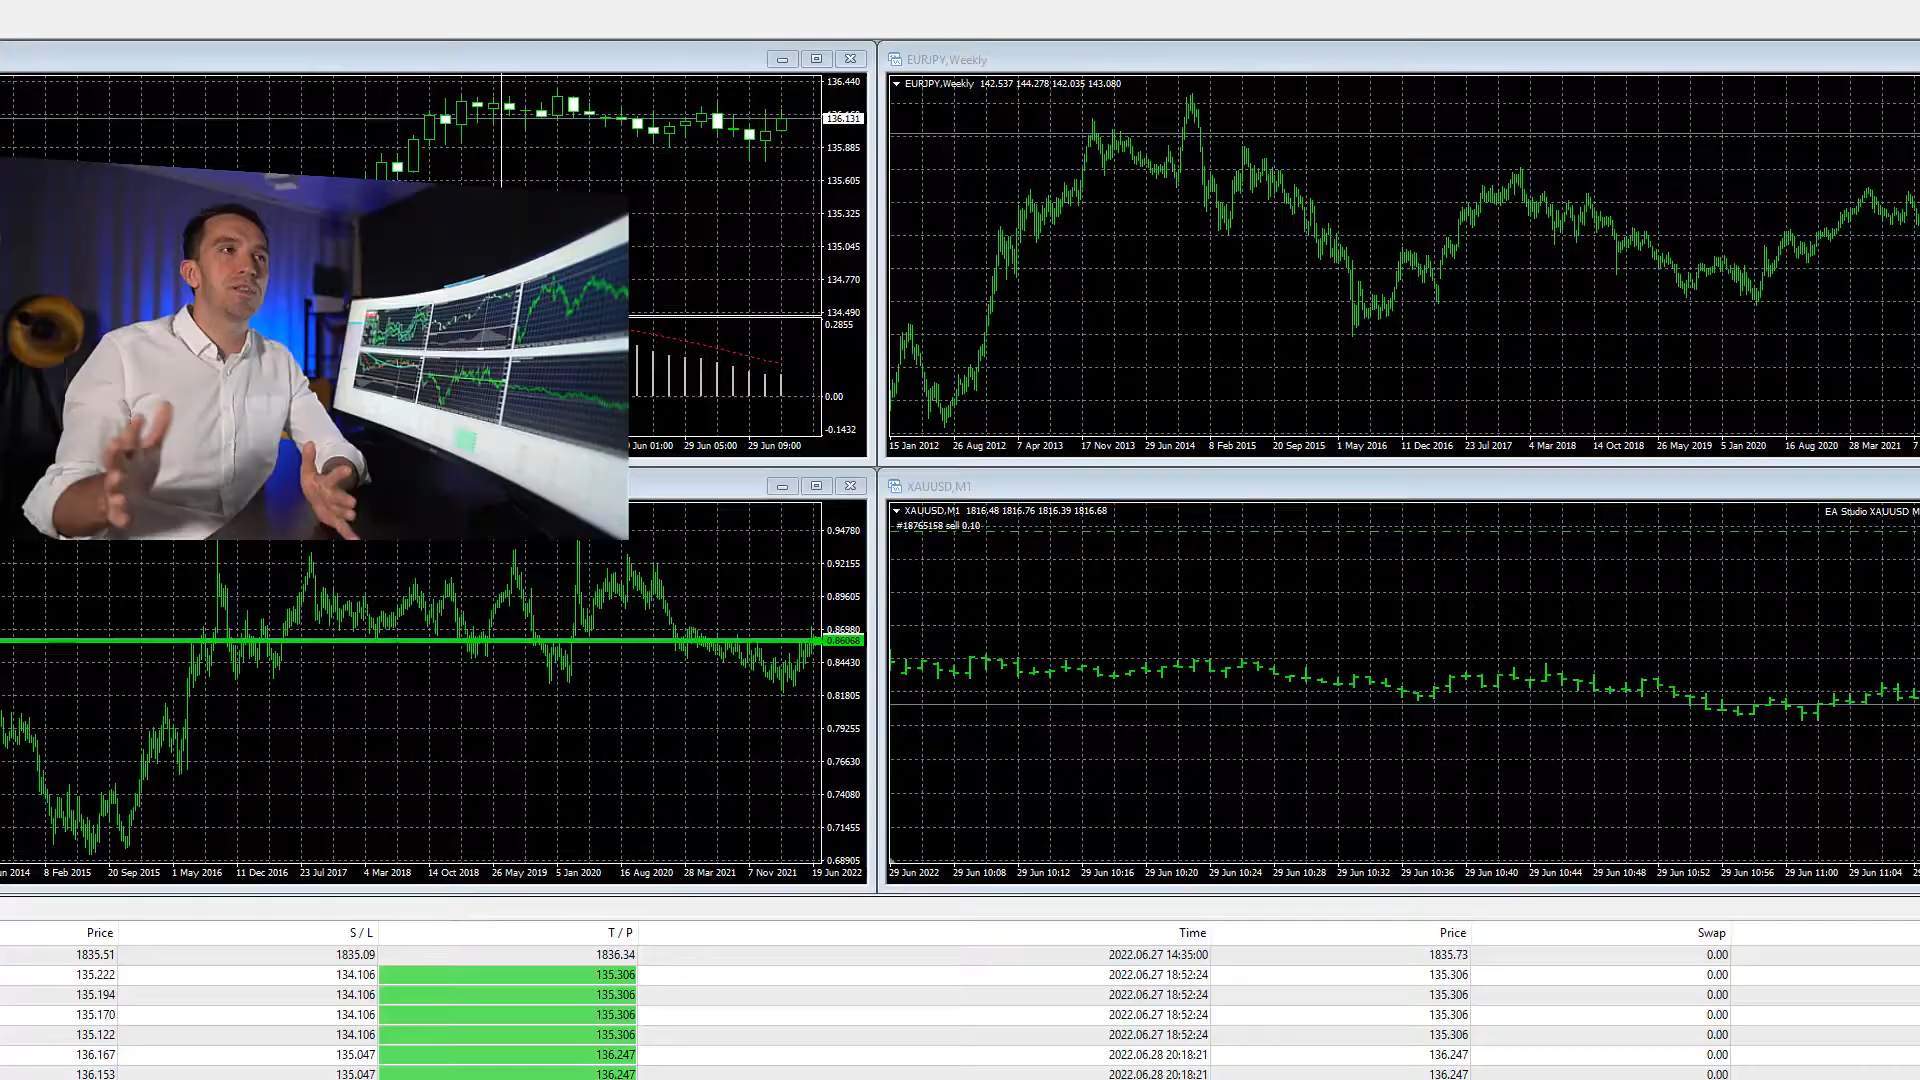 EURJPY,Weekly
136.440
136.131
135.885
135.605
135.325
135.045
134.770
134.490
0.2855
0.00
-0.1432
Jun 01:00 29 Jun 05:00 29 Jun 09:00
EURJPY,Weekly 142.537 144.278 142.035 143.080
15 Jan 2012 26 Aug 2012 7 Apr 2013 17 Nov 2013 29 Jun 2014 8 Feb 2015 20 Sep 2015 1 May 2016 11 Dec 2016 23 Jul 2017 4 Mar 2018 14 Oct 2018 26 May 2019 5 Jan 2020 16 Aug 2020 28 Mar 2021 7
XAUUSD,M1
0.94780
0.92155
0.89605
0.86980
0.86068
0.84430
0.81805
0.79255
0.76630
0.74080
0.71455
0.68905
un 2014 8 Feb 2015 20 Sep 2015 1 May 2016 11 Dec 2016 23 Jul 2017 4 Mar 2018 14 Oct 2018 26 May 2019 5 Jan 2020 16 Aug 2020 28 Mar 2021 7 Nov 2021 19 Jun 2022
XAUUSD,M1 1816.48 1816.76 1816.39 1816.68
EA Studio XAUUSD M
#18765158 sell 0.10
29 Jun 2022 29 Jun 10:08 29 Jun 10:16 29 Jun 10:20 29 Jun 10:24 29 Jun 10:28 29 Jun 10:32 29 Jun 10:36 29 Jun 10:40 29 Jun 10:48 29 Jun 10:52 29 Jun 10:56 29 Jun 11:00 29 Jun 11:04 29
Price S / L T / P Time Price Swap
1835.51 1835.09 1836.34 2022.06.27 14:35:00 1835.73 0.00
135.222 134.106 135.306 2022.06.27 18:52:24 135.306 0.00
135.194 134.106 135.306 2022.06.27 18:52:24 135.306 0.00
135.170 134.106 135.306 2022.06.27 18:52:24 135.306 0.00
135.122 134.106 135.306 2022.06.27 18:52:24 135.306 0.00
136.167 135.047 136.247 2022.06.28 20:18:21 136.247 0.00
136.153 135.047 136.247 2022.06.28 20:18:21 136.247 0.00